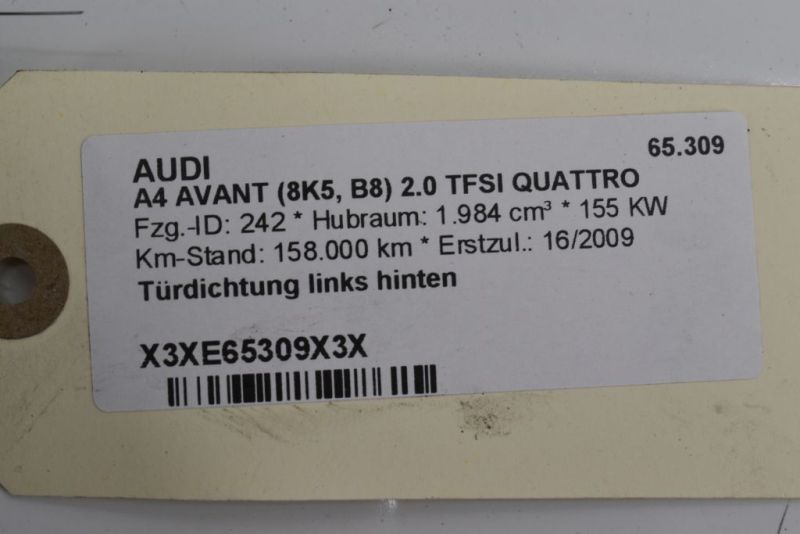 AUDI
65.309
A4 AVANT (8K5, B8) 2.0 TFSI QUATTRO
Fzg.-ID: 242 * Hubraum: 1.984 cm³ * 155 KW
Km-Stand: 158.000 km * Erstzul.: 16/2009
Türdichtung links hinten
X3XE65309X3X